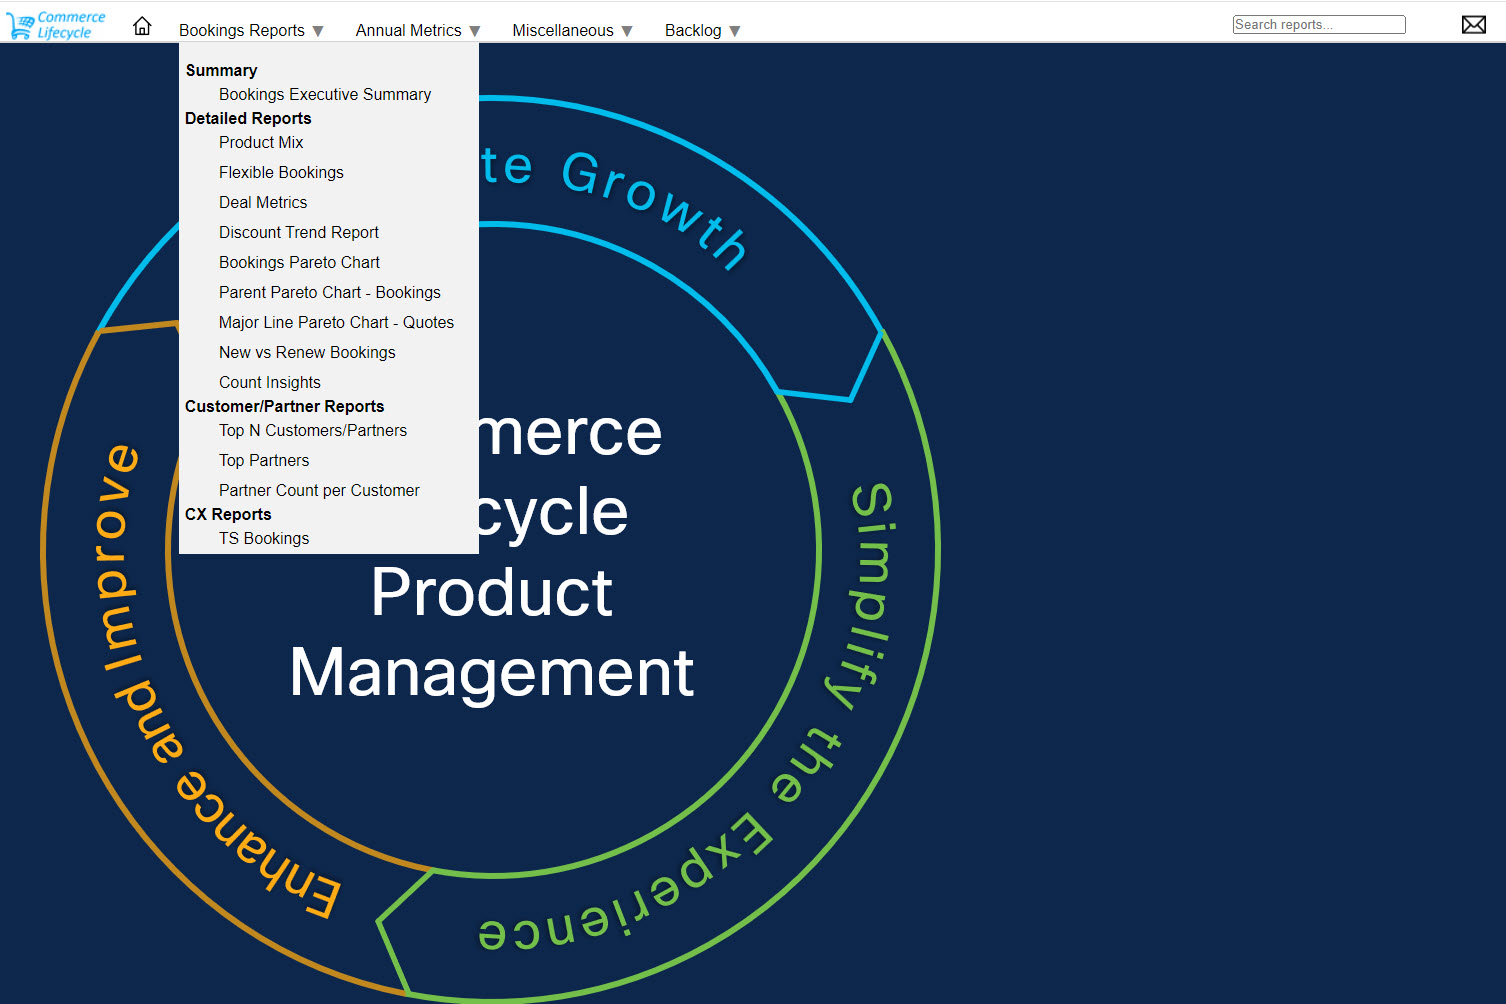 Commerce
Lifecycle
Bookings Reports ▼
Annual Metrics ▼
Miscellaneous ▼
Backlog ▼
Search reports...
Summary
Bookings Executive Summary
Detailed Reports
Product Mix
Flexible Bookings
Deal Metrics
Discount Trend Report
Bookings Pareto Chart
Parent Pareto Chart - Bookings
Major Line Pareto Chart - Quotes
New vs Renew Bookings
Count Insights
Customer/Partner Reports
Top N Customers/Partners
Top Partners
Partner Count per Customer
CX Reports
TS Bookings
te Growth
Simplify the Experience
Enhance and Improve
merce
cycle
Product
Management